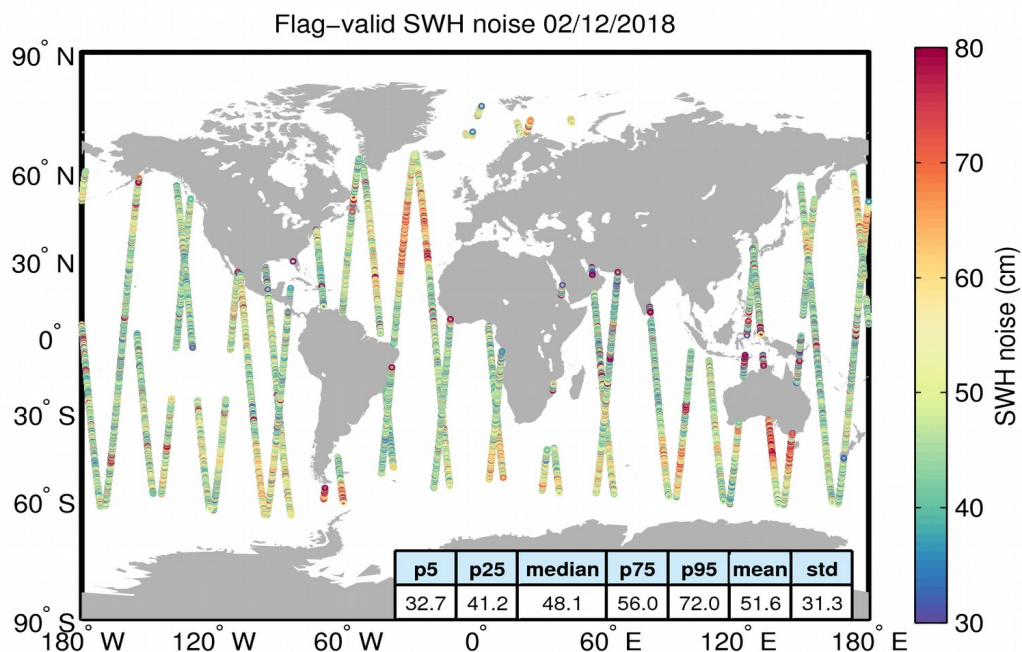 Flag−valid SWH noise 02/12/2018
90° N
60° N
30° N
0°
30° S
60° S
90° S
180° W
120° W
60° W
0°
60° E
120° E
180° E
80
70
60
50
40
30
SWH noise (cm)
p5 p25 median p75 p95 mean std
32.7 41.2 48.1 56.0 72.0 51.6 31.3